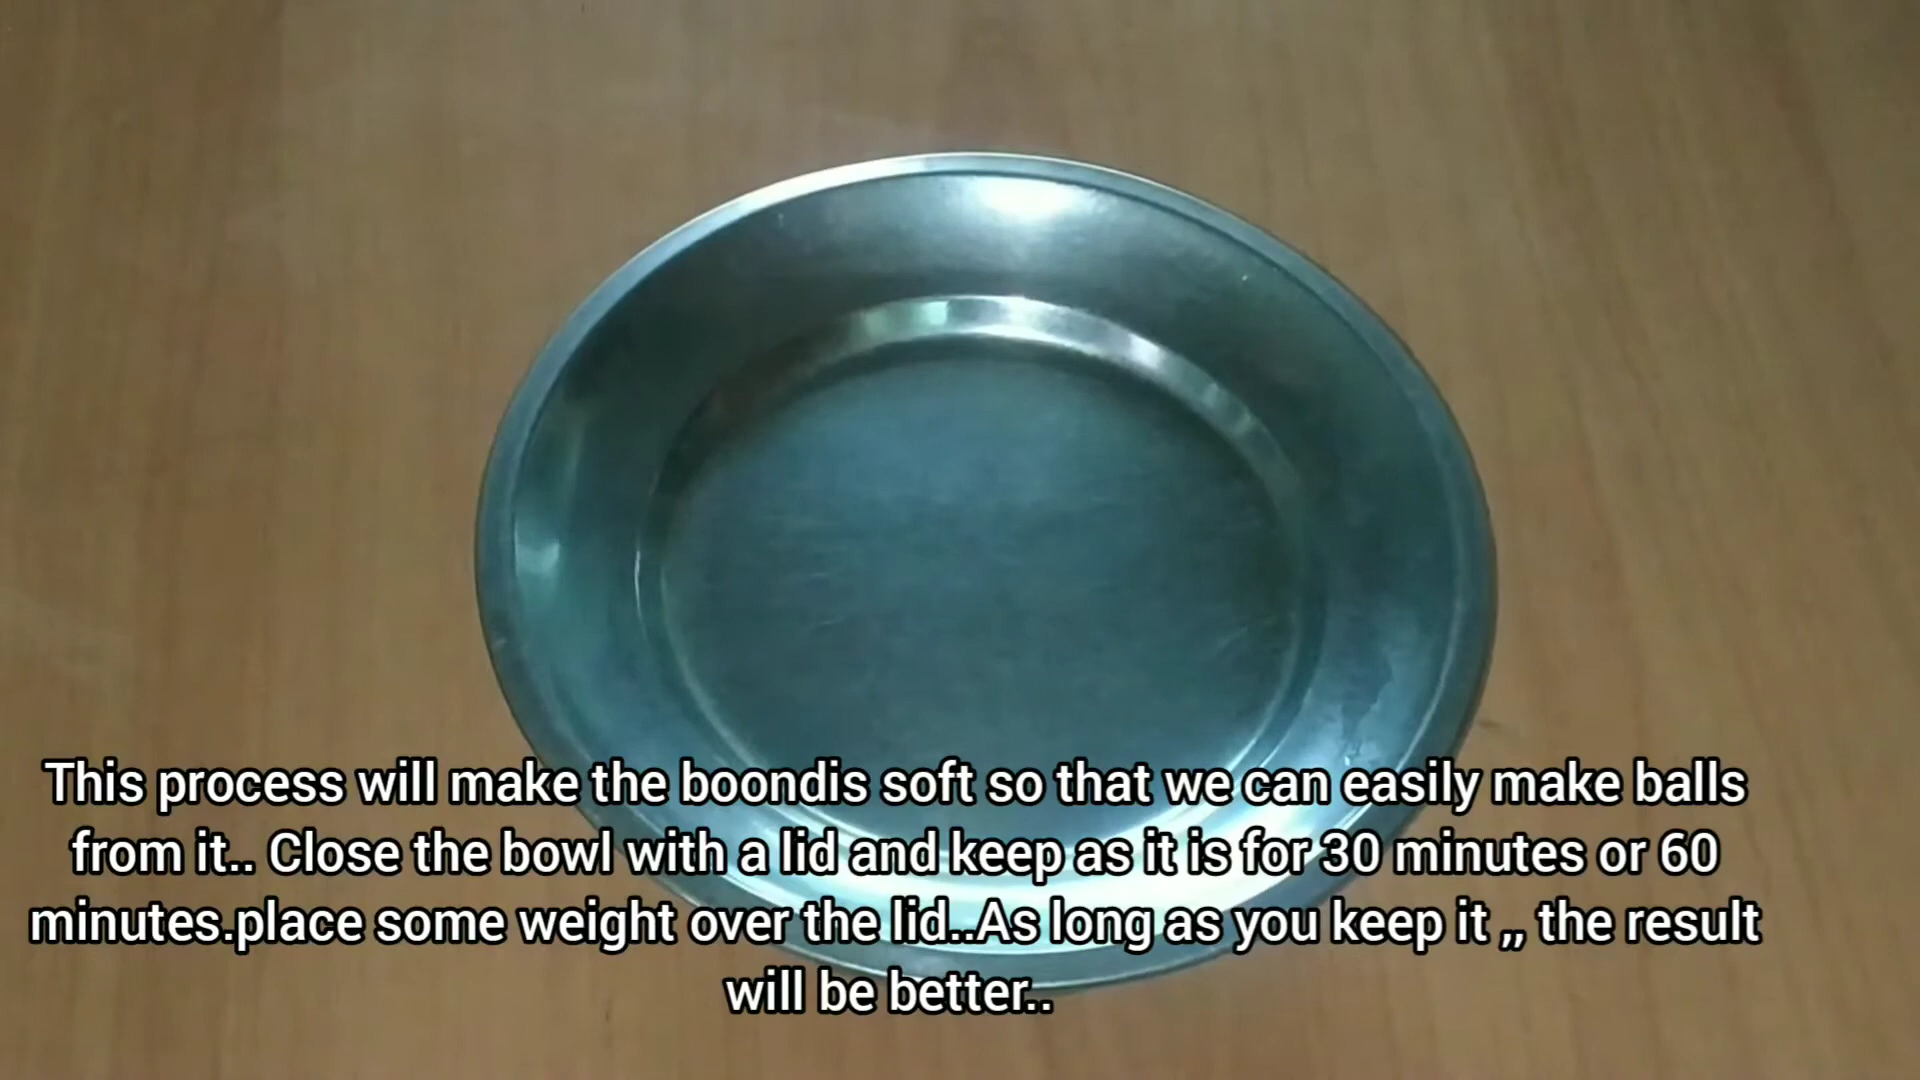 This process will make the boondis soft so that we can easily make balls
from it.. Close the bowl with a lid and keep as it is for 30 minutes or 60
minutes.place some weight over the lid..As long as you keep it ,, the result
will be better..